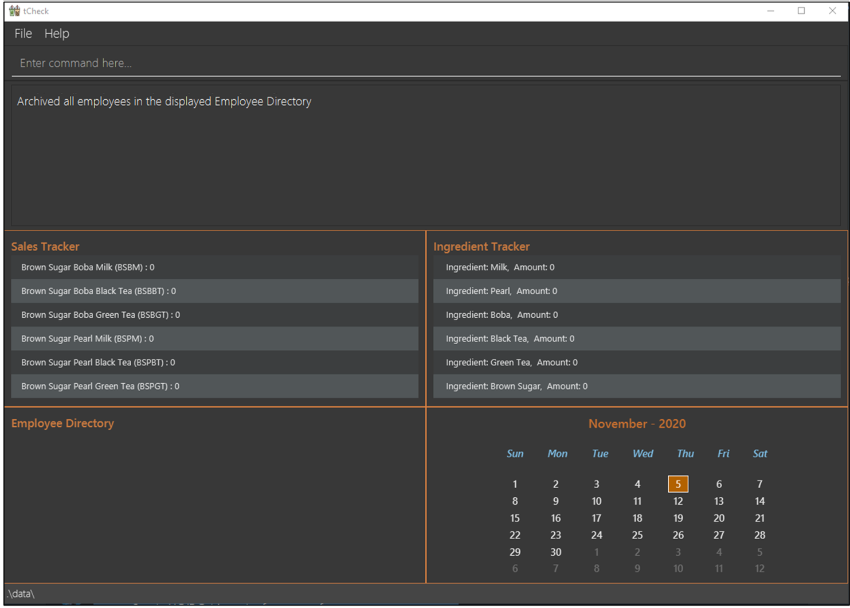 tCheck
File Help
Enter command here...
Archived all employees in the displayed Employee Directory
Sales Tracker
Brown Sugar Boba Milk (BSBM) : 0
Brown Sugar Boba Black Tea (BSBBT) : 0
Brown Sugar Boba Green Tea (BSBGT) : 0
Brown Sugar Pearl Milk (BSPM) : 0
Brown Sugar Pearl Black Tea (BSPBT) : 0
Brown Sugar Pearl Green Tea (BSPGT) : 0
Ingredient Tracker
Ingredient: Milk, Amount: 0
Ingredient: Pearl, Amount: 0
Ingredient: Boba, Amount: 0
Ingredient: Black Tea, Amount: 0
Ingredient: Green Tea, Amount: 0
Ingredient: Brown Sugar, Amount: 0
Employee Directory
November - 2020
Sun Mon Tue Wed Thu Fri Sat
1 2 3 4 5 6 7
8 9 10 11 12 13 14
15 16 17 18 19 20 21
22 23 24 25 26 27 28
29 30 1 2 3 4 5
6 7 8 9 10 11 12
.\data\